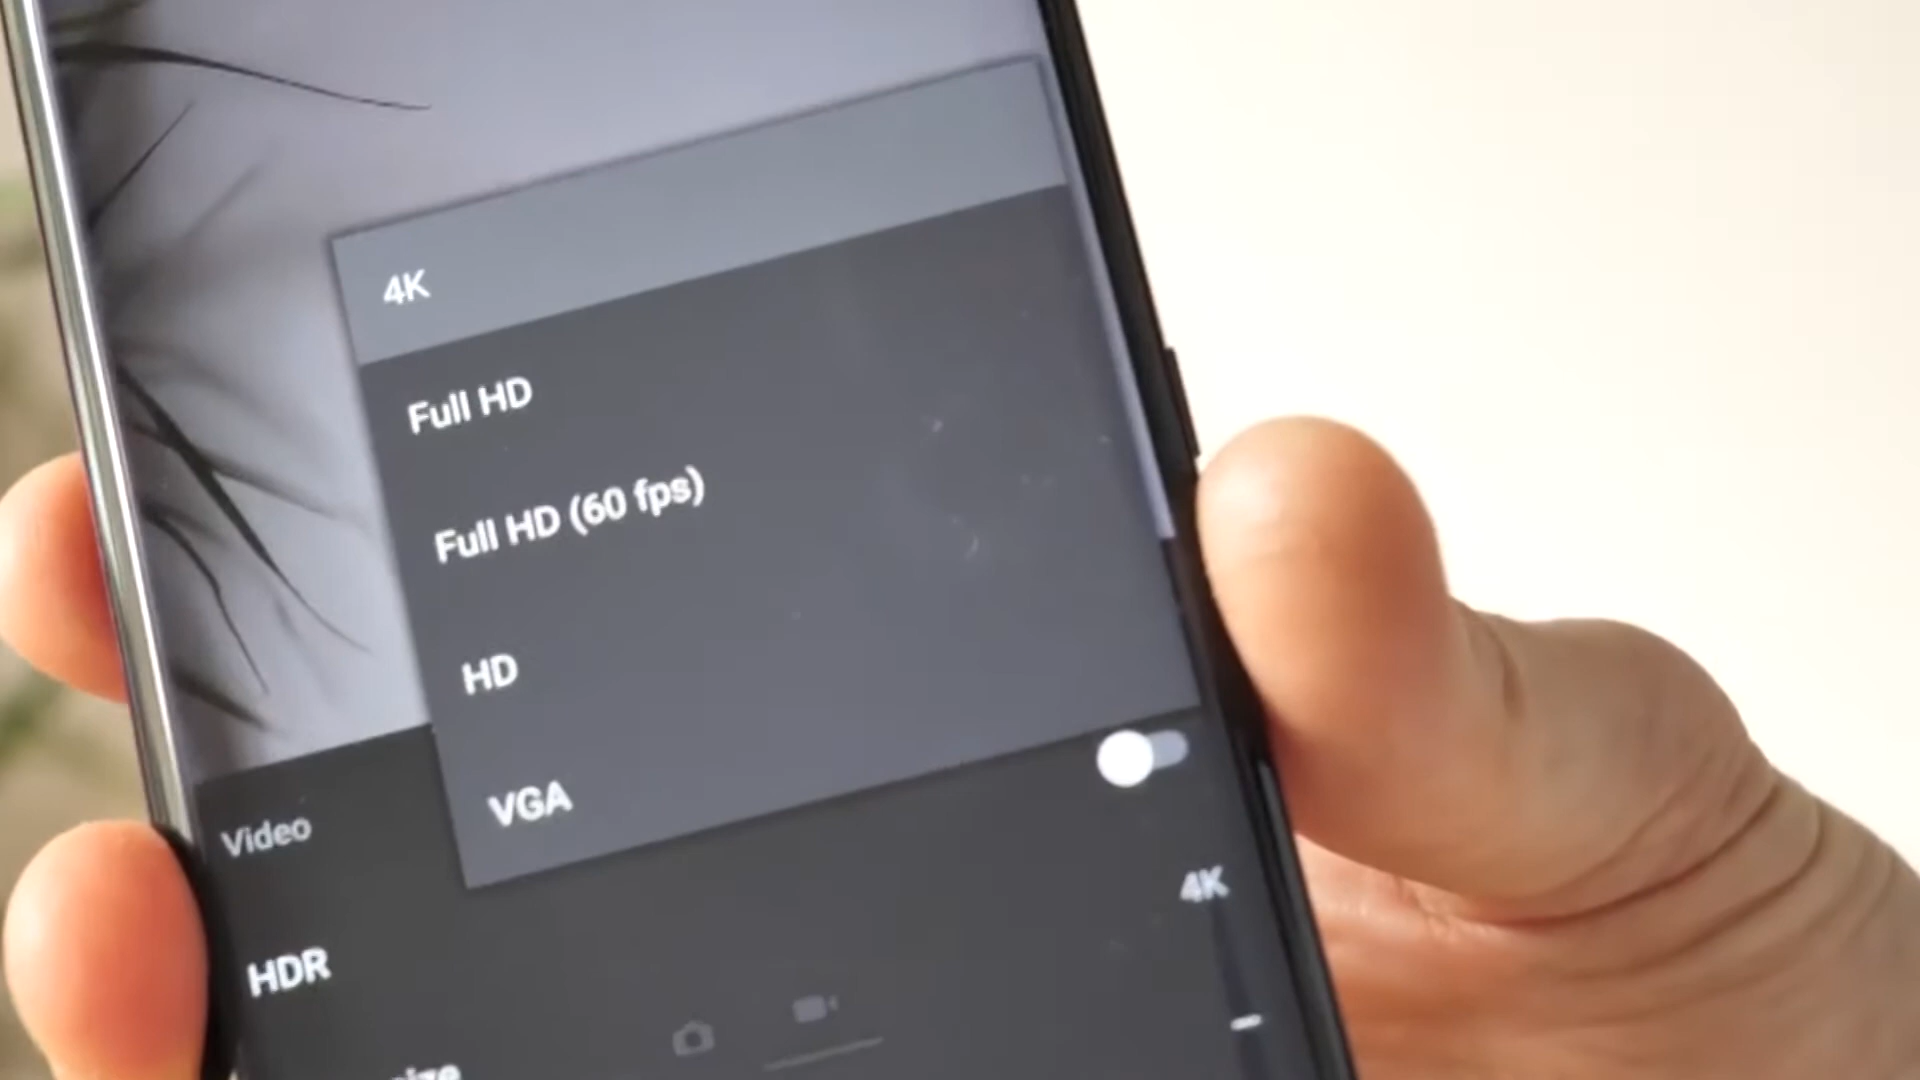 4K
Full HD
Full HD (60 fps)
HD
VGA
Video
HDR
4K